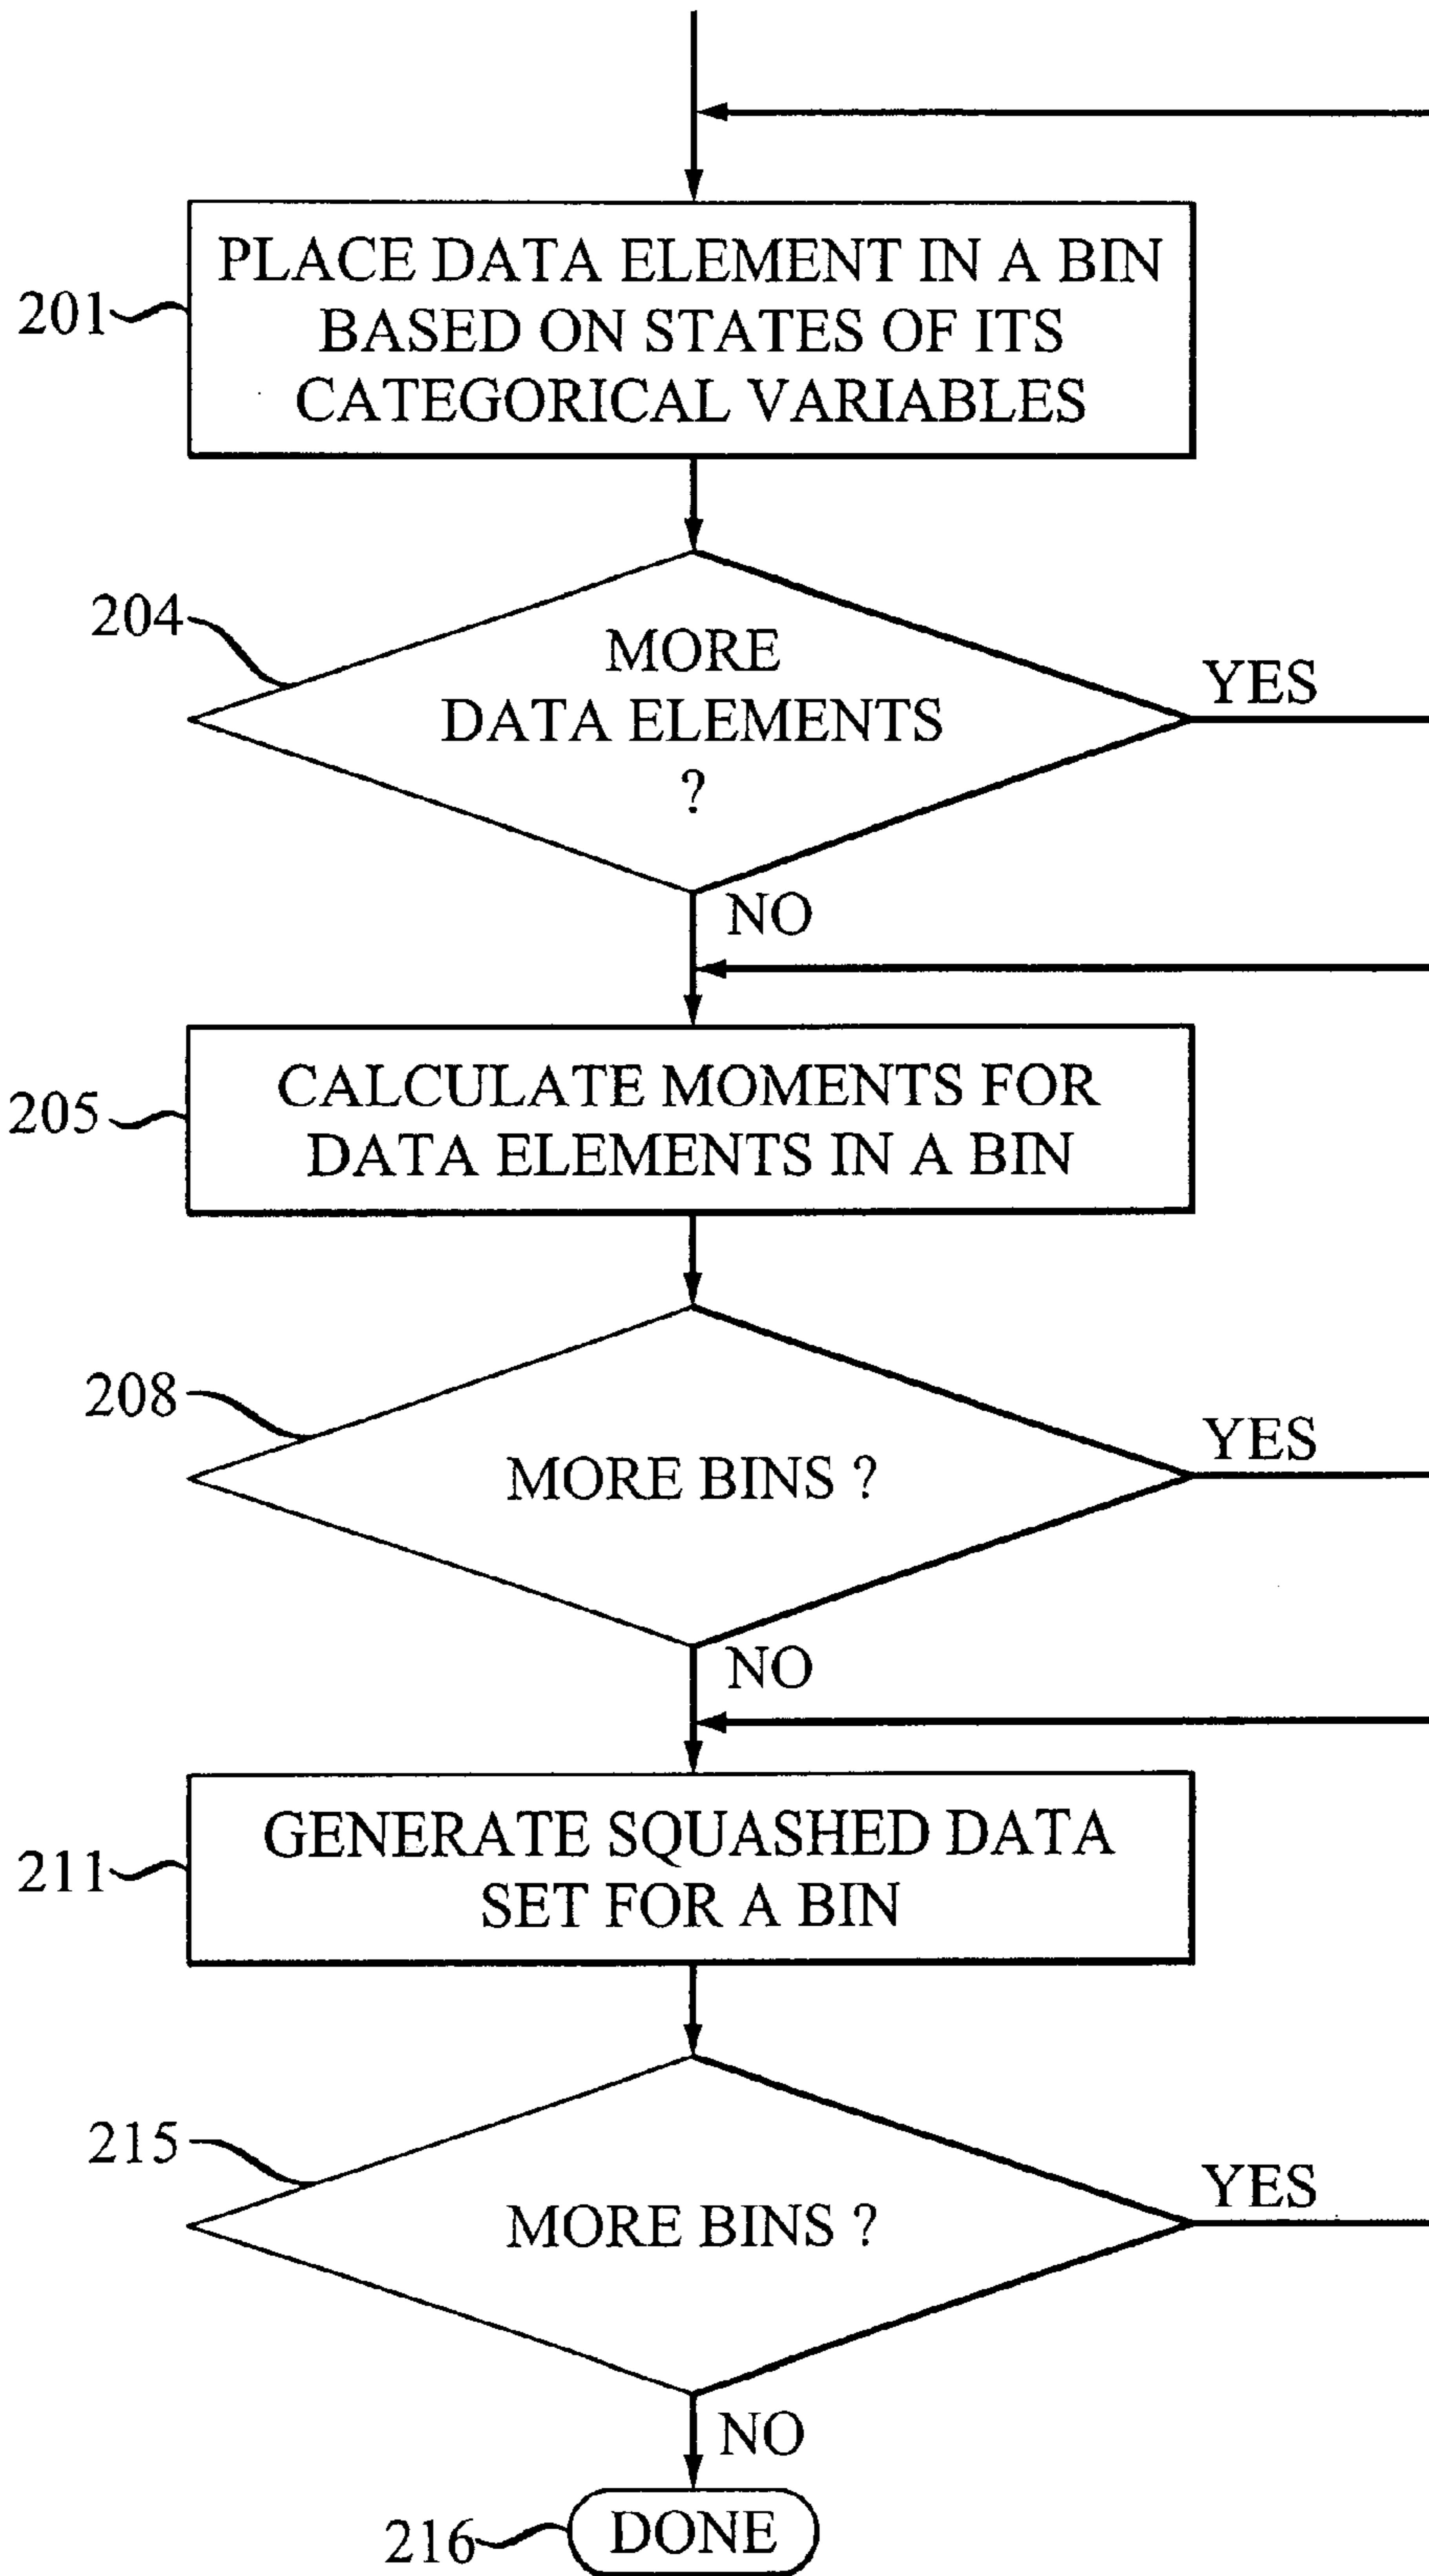 PLACE DATA ELEMENT IN A BIN
BASED ON STATES OF ITS
CATEGORICAL VARIABLES
201
204
MORE
DATA ELEMENTS
?
YES
NO
CALCULATE MOMENTS FOR
DATA ELEMENTS IN A BIN
205
208
MORE BINS ?
YES
NO
GENERATE SQUASHED DATA
SET FOR A BIN
211
215
MORE BINS ?
YES
NO
216
DONE